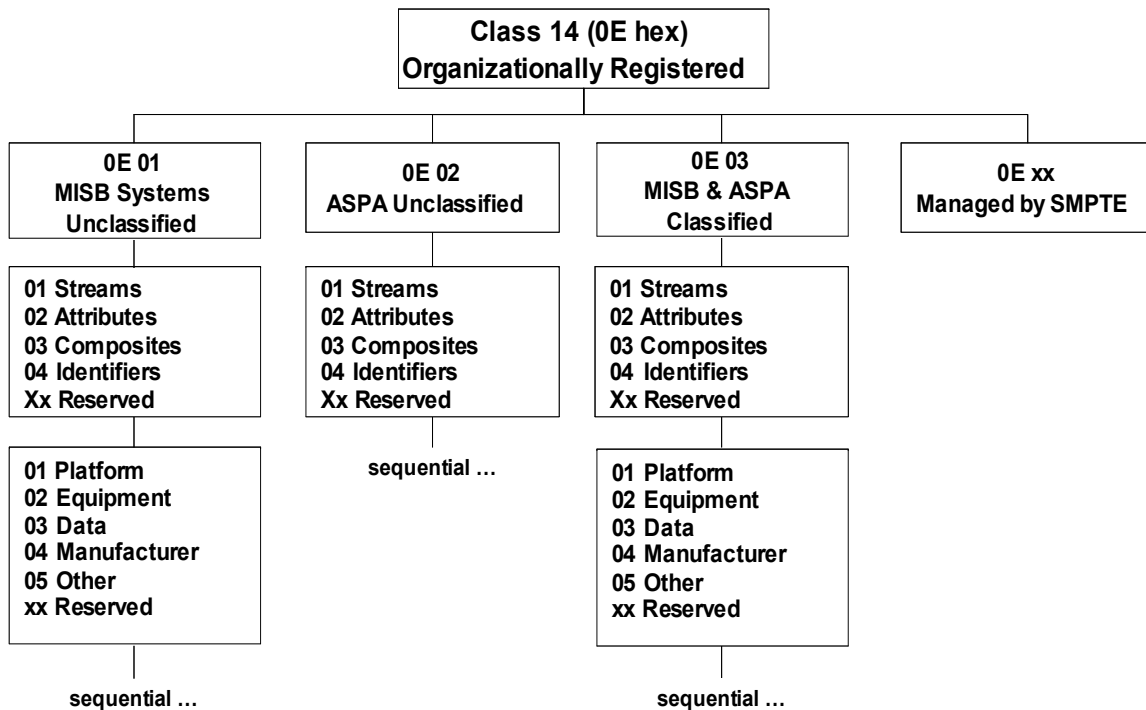 Class 14 (0E hex)
Organizationally Registered
0E 01
MISB Systems
Unclassified
0E 02
ASPA Unclassified
0E 03
MISB & ASPA
Classified
0E xx
Managed by SMPTE
01 Streams
02 Attributes
03 Composites
04 Identifiers
Xx Reserved
01 Streams
02 Attributes
03 Composites
04 Identifiers
Xx Reserved
01 Streams
02 Attributes
03 Composites
04 Identifiers
Xx Reserved
01 Platform
02 Equipment
03 Data
04 Manufacturer
05 Other
xx Reserved
sequential ...
01 Platform
02 Equipment
03 Data
04 Manufacturer
05 Other
xx Reserved
sequential ...
sequential ...